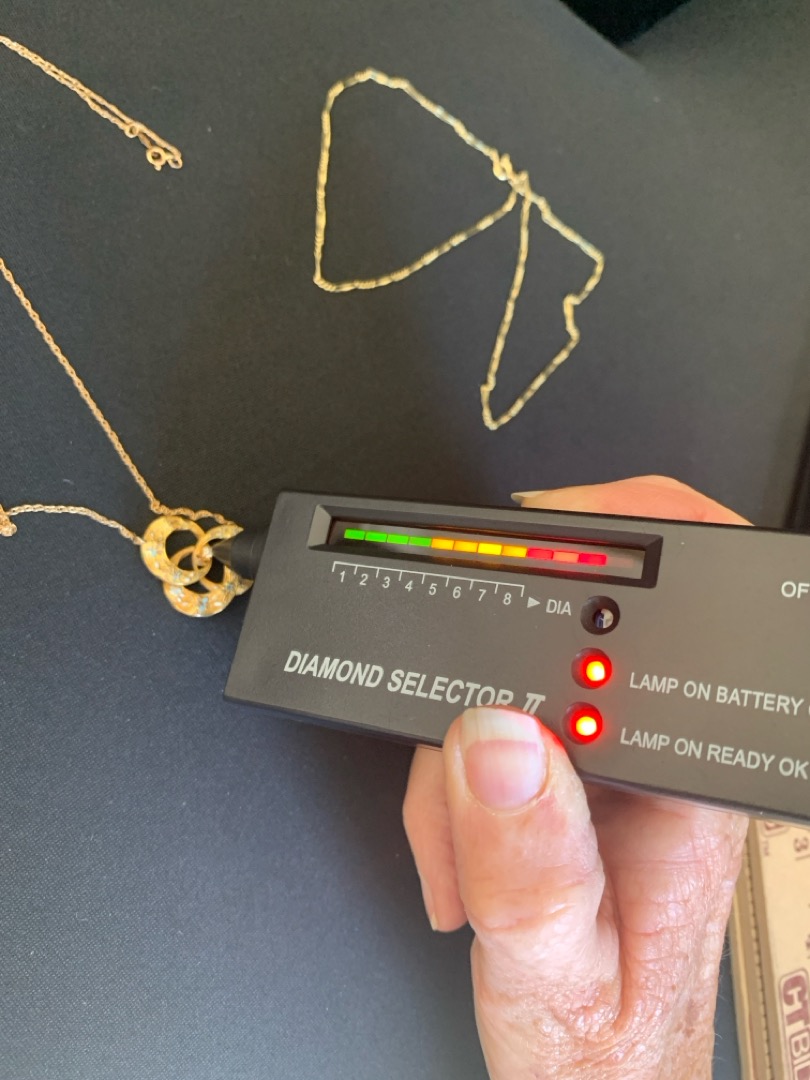 OF
1 2 3 4 5 6 7 8 ▶ DIA
DIAMOND SELECTOR II
LAMP ON BATTERY
LAMP ON READY OK